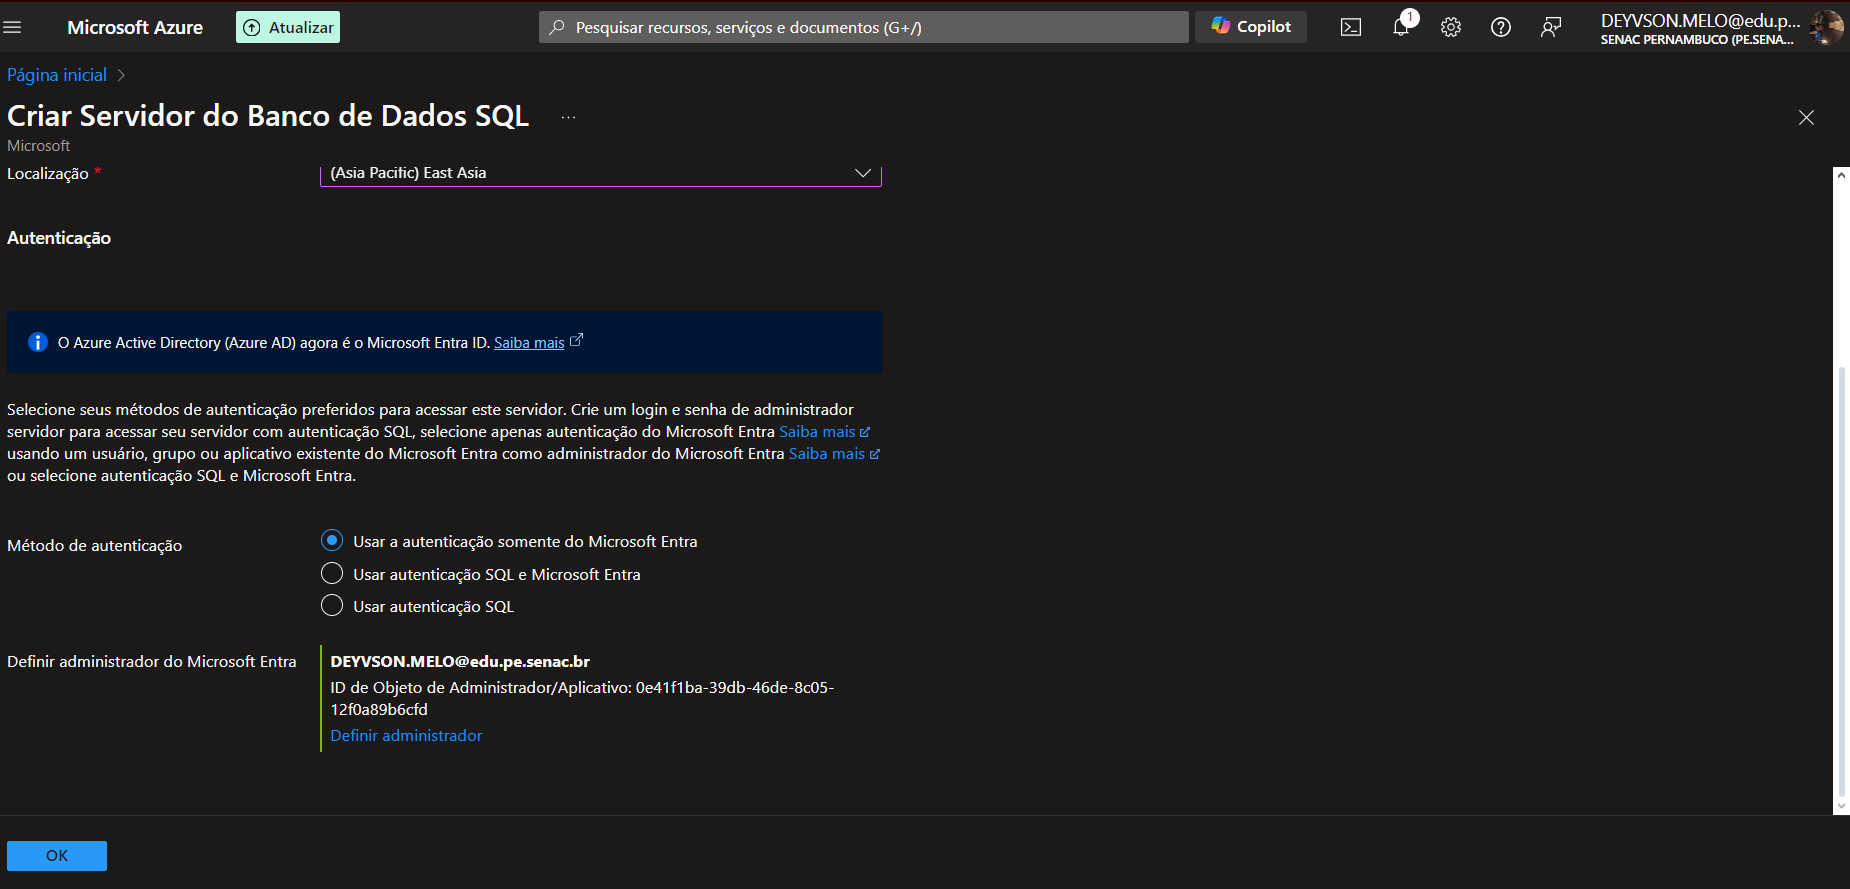 Microsoft Azure
Atualizar
Pesquisar recursos, serviços e documentos (G+/)
Copilot
1
DEYVSON.MELO@edu.p...
SENAC PERNAMBUCO (PE.SENA...
Página inicial
Criar Servidor do Banco de Dados SQL
...
Microsoft
Localização *
(Asia Pacific) East Asia
Autenticação
O Azure Active Directory (Azure AD) agora é o Microsoft Entra ID. Saiba mais
Selecione seus métodos de autenticação preferidos para acessar este servidor. Crie um login e senha de administrador
servidor para acessar seu servidor com autenticação SQL, selecione apenas autenticação do Microsoft Entra Saiba mais
usando um usuário, grupo ou aplicativo existente do Microsoft Entra como administrador do Microsoft Entra Saiba mais
ou selecione autenticação SQL e Microsoft Entra.
Método de autenticação
Usar a autenticação somente do Microsoft Entra
Usar autenticação SQL e Microsoft Entra
Usar autenticação SQL
Definir administrador do Microsoft Entra
DEYVSON.MELO@edu.pe.senac.br
ID de Objeto de Administrador/Aplicativo: 0e41f1ba-39db-46de-8c05-
12f0a89b6cfd
Definir administrador
OK